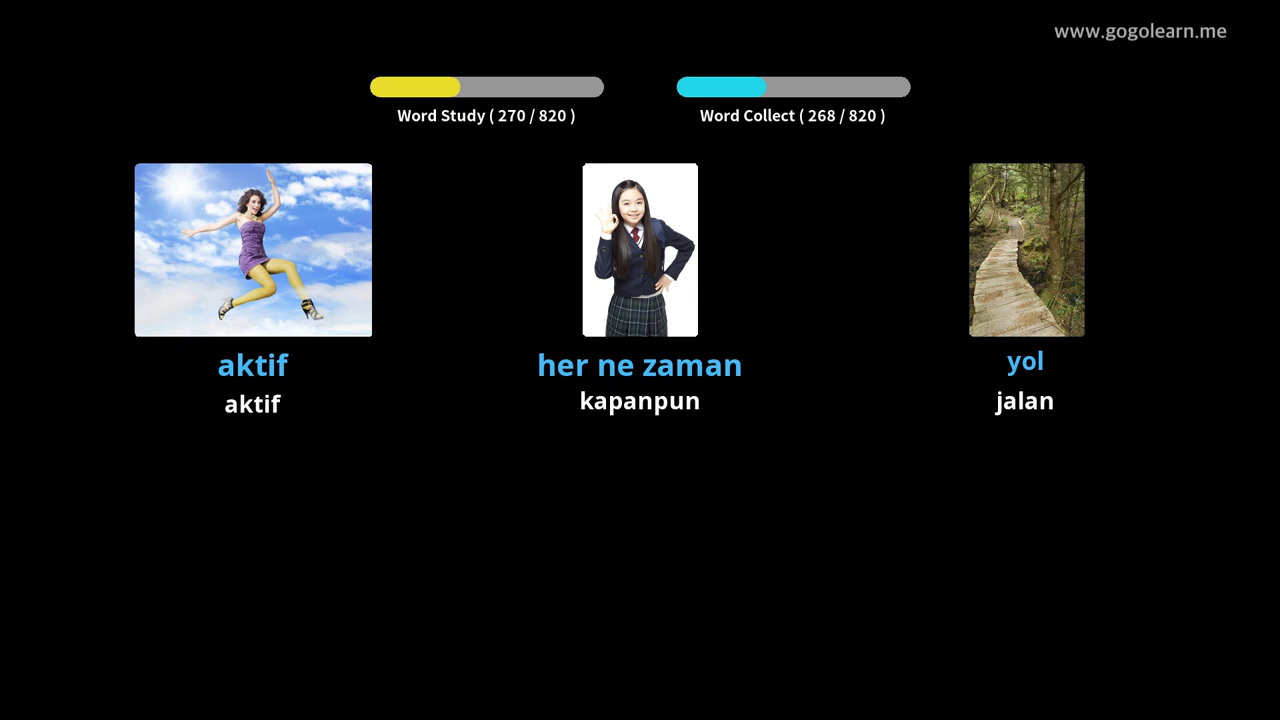 www.gogolearn.me
Word Study ( 270 / 820 )
Word Collect ( 268 / 820 )
aktif
aktif
her ne zaman
kapanpun
yol
jalan